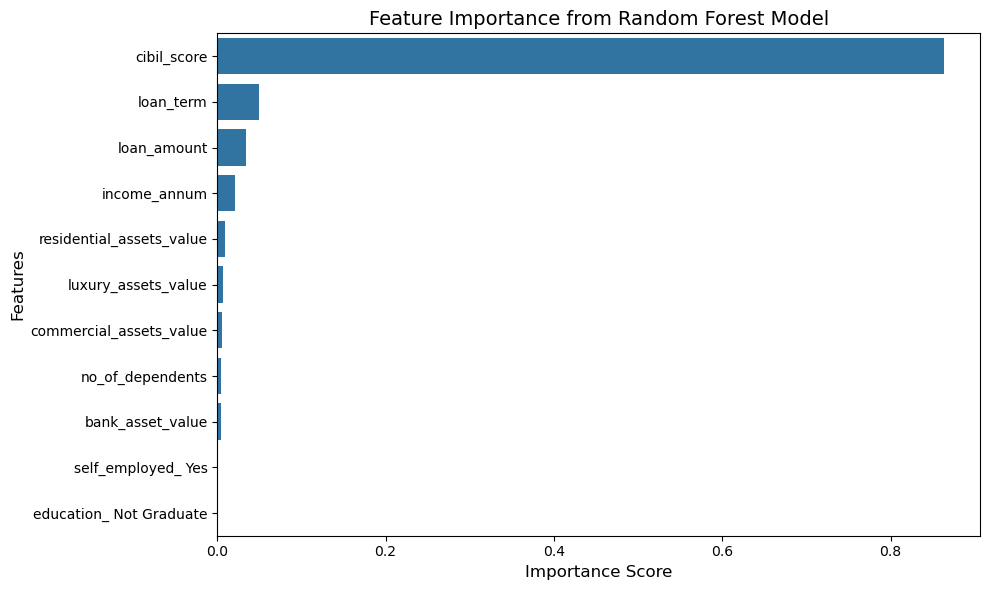 Feature Importance from Random Forest Model
cibil_score
loan_term
loan_amount
income_annum
residential_assets_value
luxury_assets_value
commercial_assets_value
no_of_dependents
bank_asset_value
self_employed_ Yes
education_ Not Graduate
Features
0.0 0.2 0.4 0.6 0.8
Importance Score